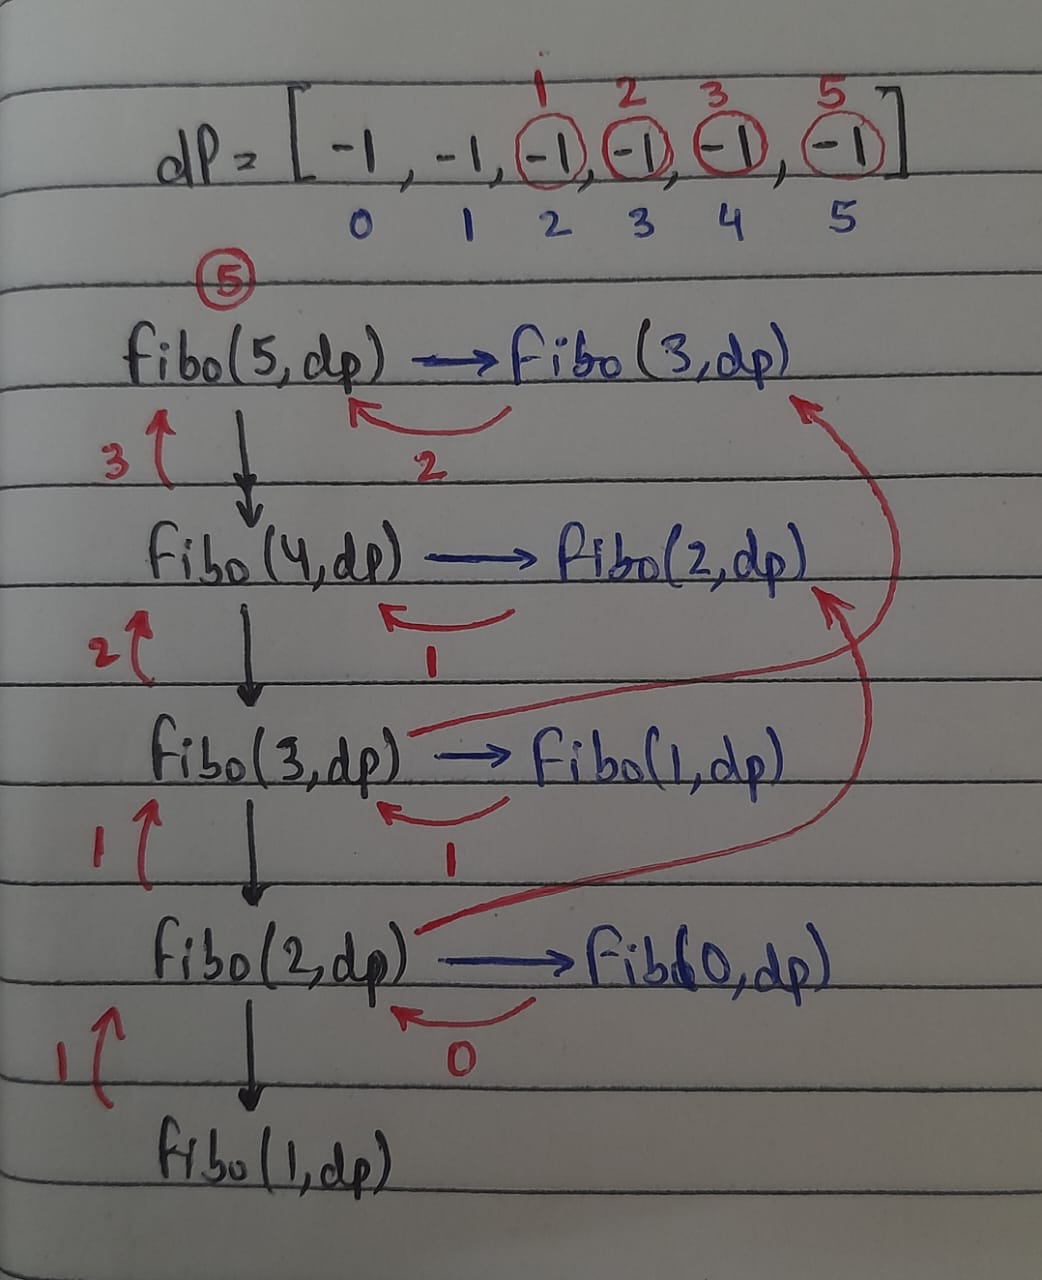 1 2 3 5
dp = [ -1 , -1, -1 , -1 , -1 , -1 ]
0 1 2 3 4 5
5
fibo(5,dp) → fibo(3,dp)
3 2
fibo(4,dp) → fibo(2,dp)
2 1
fibo(3,dp) → fibo(1,dp)
1 1
fibo(2,dp) → fibo(0,dp)
1 0
fibo(1,dp)